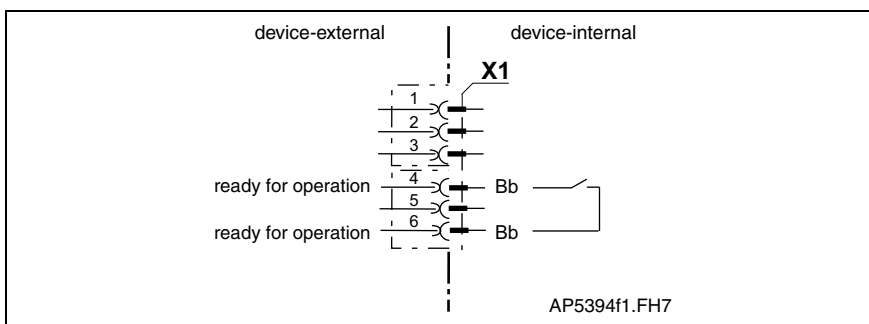 device-external device-internal
X1
1
2
3
ready for operation 4 Bb
5
ready for operation 6 Bb
AP5394f1.FH7